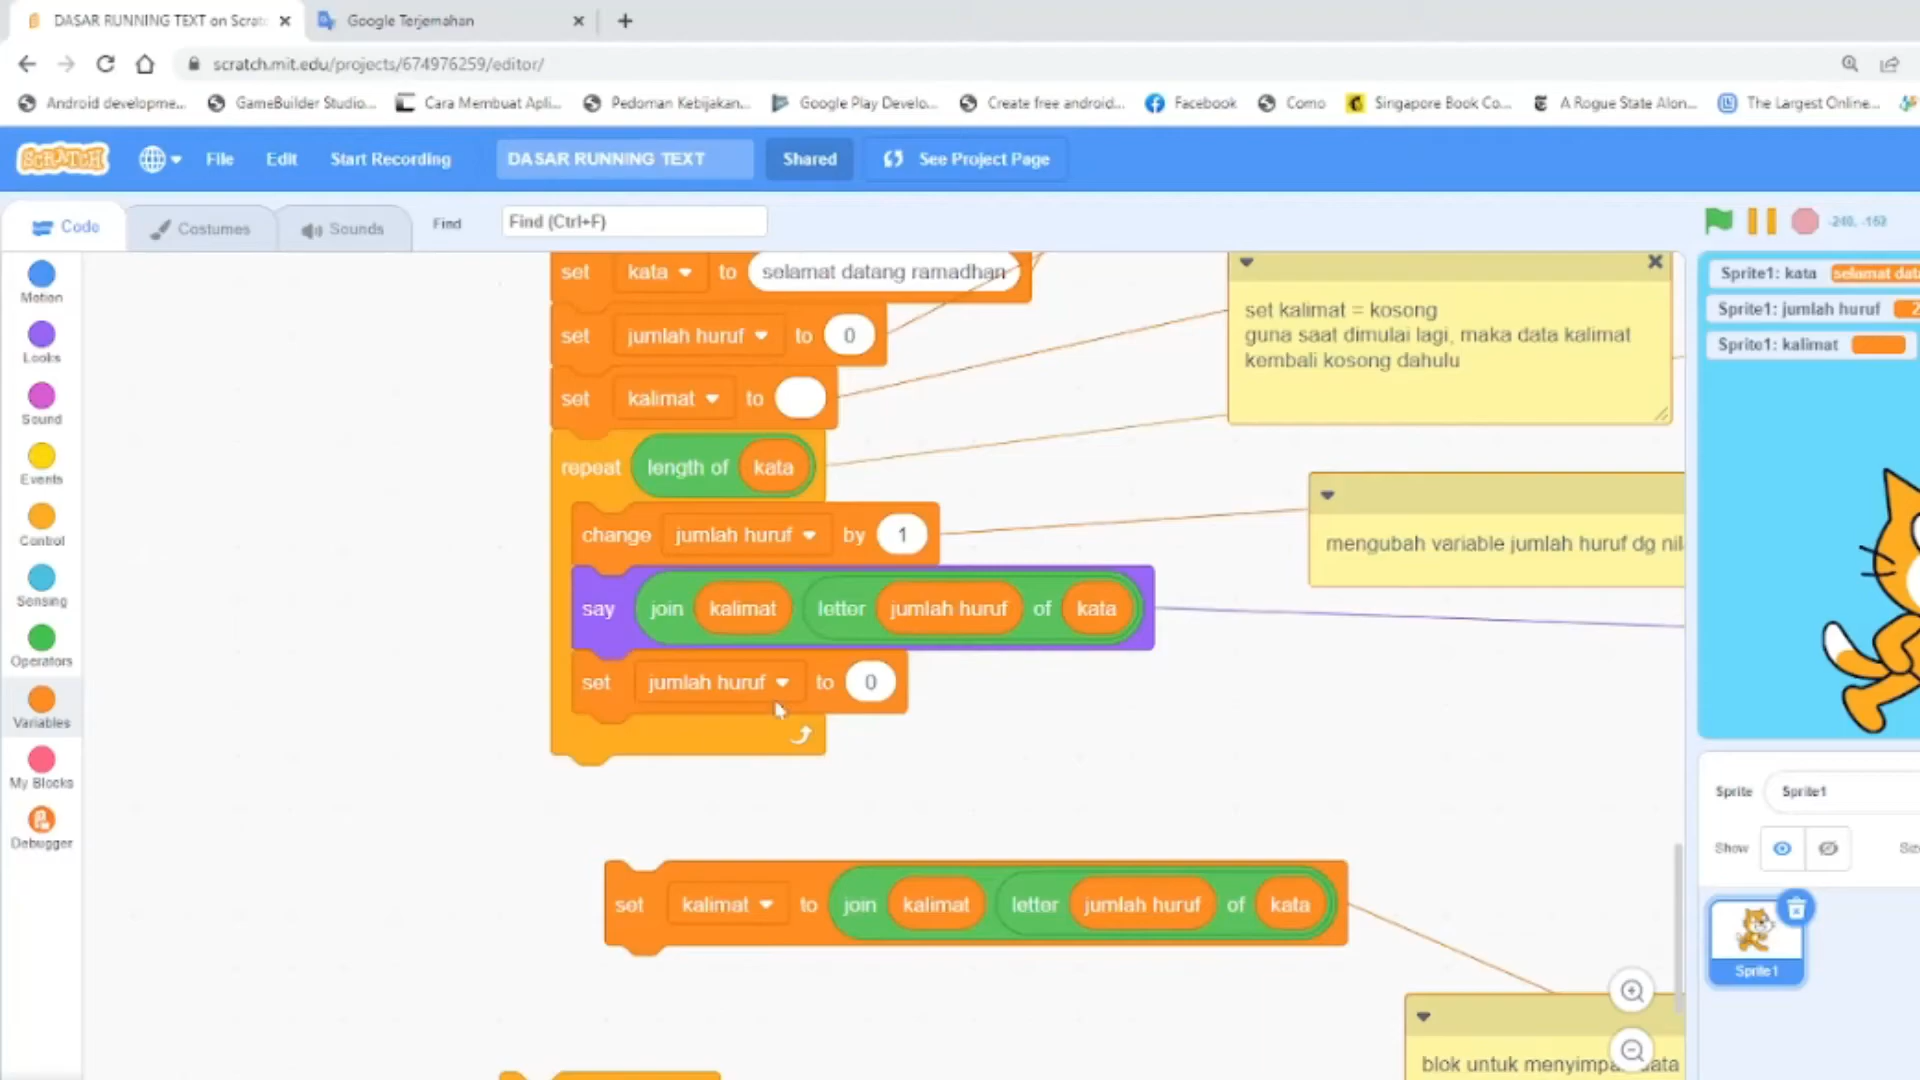 DASAR RUNNING TEXT on Scrat
Google Terjemahan
scratch.mit.edu/projects/674976259/editor/
Android developme...
GameBuilder Studio...
Cara Membuat Apli...
Pedoman Kebijakan...
Google Play Develo...
Create free android...
Facebook
Como
Singapore Book Co...
A Rogue State Alon...
The Largest Online...
SCRATCH
File
Edit
Start Recording
DASAR RUNNING TEXT
Shared
See Project Page
Code
Costumes
Sounds
Find
Find (Ctrl+F)
-240, -163
Motion
Looks
Sound
Events
Control
Sensing
Operators
Variables
My Blocks
Debugger
set kata to selamat datang ramadhan
set jumlah huruf to 0
set kalimat to
repeat length of kata
change jumlah huruf by 1
say join kalimat letter jumlah huruf of kata
set jumlah huruf to 0
set kalimat to join kalimat letter jumlah huruf of kata
set kalimat = kosong
guna saat dimulai lagi, maka data kalimat
kembali kosong dahulu
mengubah variable jumlah huruf dg nil
blok untuk
Sprite1: kata selamat
Sprite1: jumlah huruf 2
Sprite1: kalimat
Sprite
Sprite1
Show
Sprite1